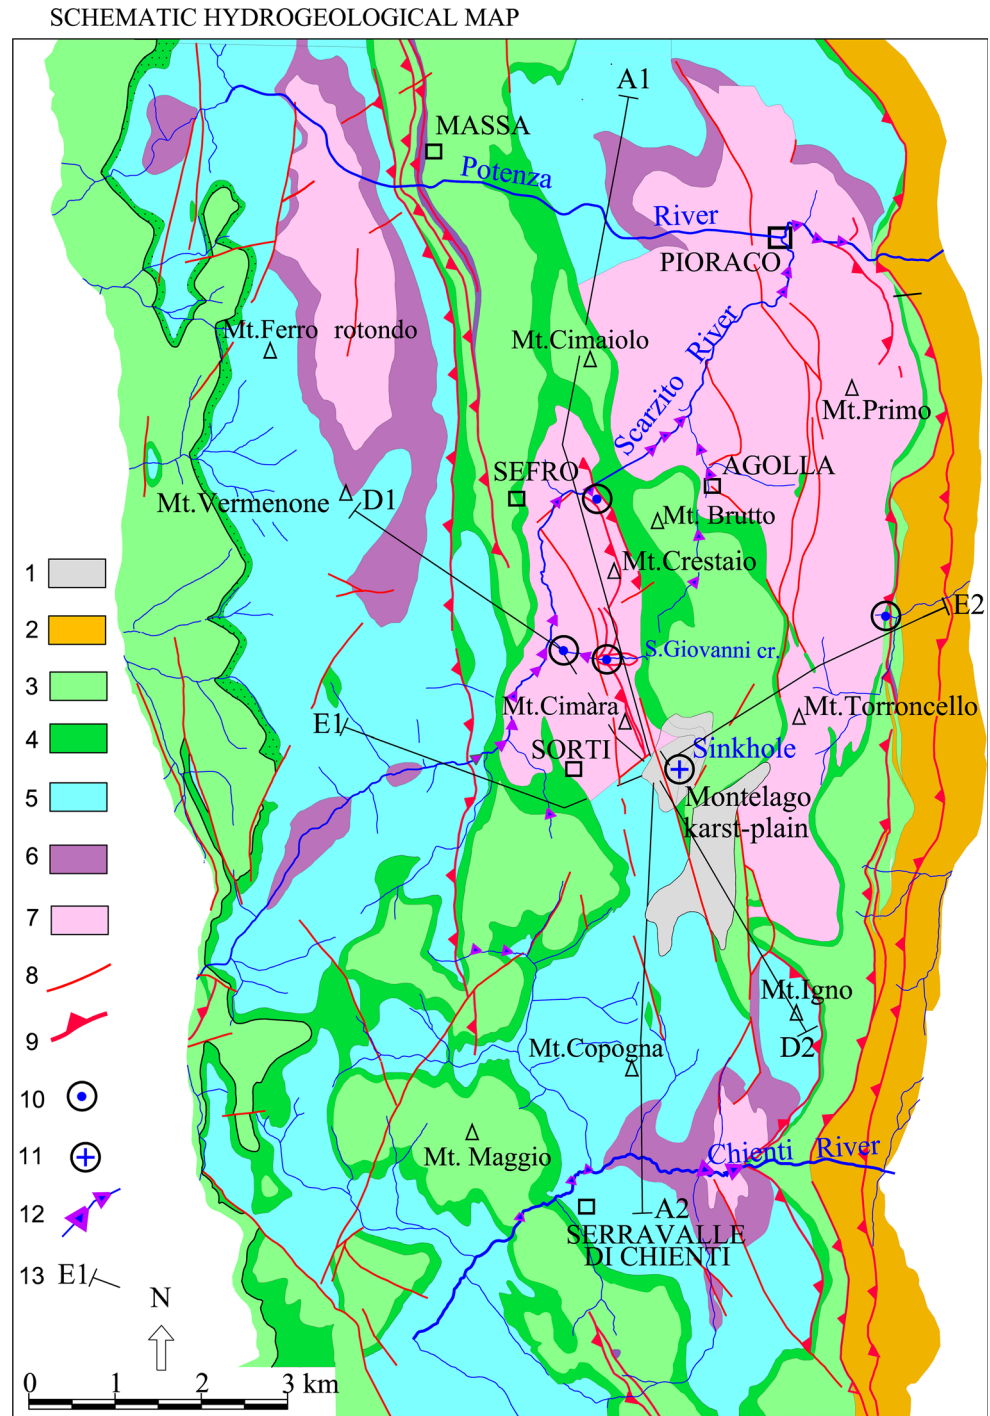 SCHEMATIC HYDROGEOLOGICAL MAP
A1
MASSA
Potenza
River
PIORACO
Mt.Ferro rotondo
Mt.Cimaiolo
Scarzito River
Mt.Primo
SEFRO
AGOLLA
Mt.Vermenone
D1
Mt. Brutto
Mt.Crestaio
E2
S.Giovanni cr.
Mt.Cimàra
Mt.Torroncello
E1
SORTI
Sinkhole
Montelago
karst-plain
Mt.Igno
D2
Mt.Copogna
Mt. Maggio
Chienti River
A2
SERRAVALLE
DI CHIENTI
1
2
3
4
5
6
7
8
9
10
11
12
13 E1
N
0 1 2 3 km